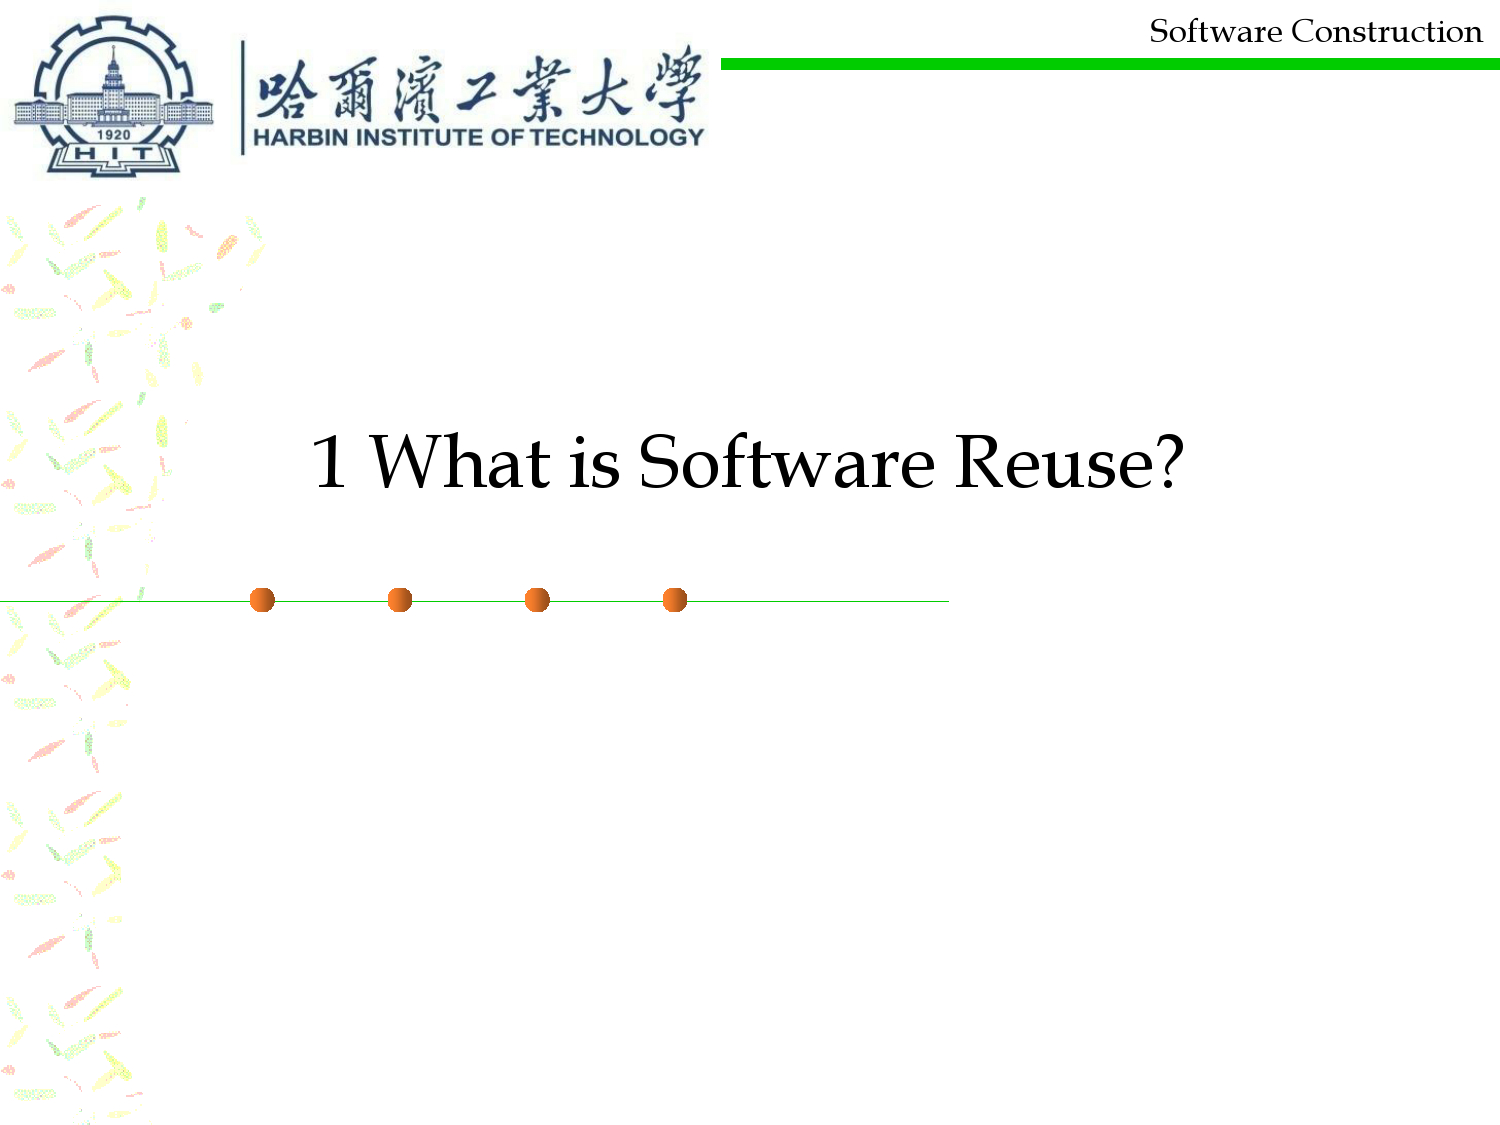 Software Construction
哈爾濱工業大學
HARBIN INSTITUTE OF TECHNOLOGY
1920
HIT
1 What is Software Reuse?